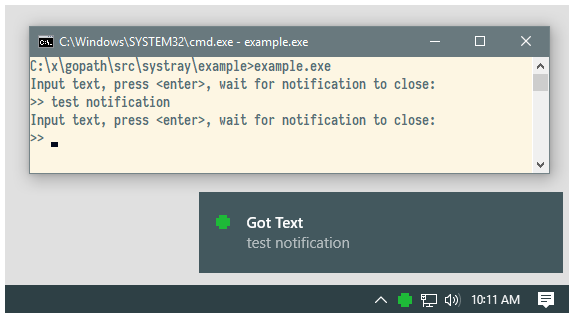 C:\Windows\SYSTEM32\cmd.exe - example.exe
C:\x\gopath\src\systray\example>example.exe
Input text, press <enter>, wait for notification to close:
>> test notification
Input text, press <enter>, wait for notification to close:
>>
Got Text
test notification
10:11 AM